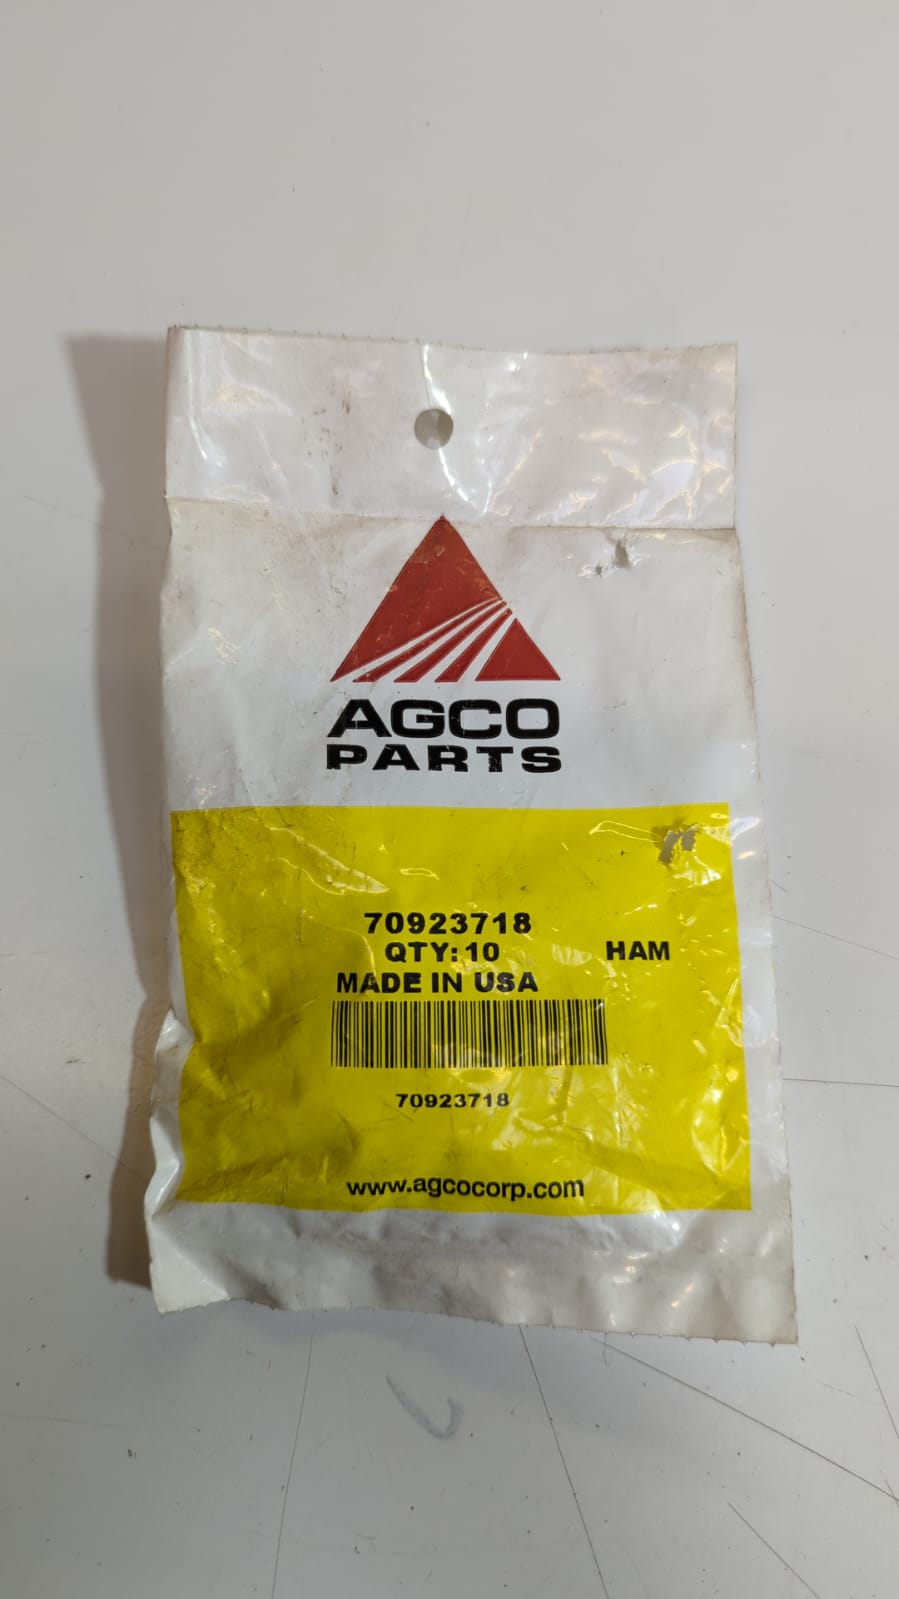 AGCO
PARTS
70923718
QTY: 10 HAM
MADE IN USA
70923718
www.agcocorp.com